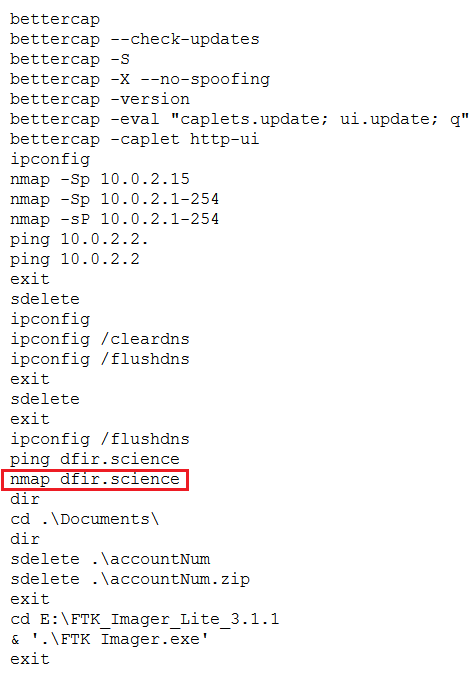 bettercap
bettercap --check-updates
bettercap -S
bettercap -X --no-spoofing
bettercap -version
bettercap -eval "caplets.update; ui.update; q"
bettercap -caplet http-ui
ipconfig
nmap -Sp 10.0.2.15
nmap -Sp 10.0.2.1-254
nmap -sP 10.0.2.1-254
ping 10.0.2.2.
ping 10.0.2.2
exit
sdelete
ipconfig
ipconfig /cleardns
ipconfig /flushdns
exit
sdelete
exit
ipconfig /flushdns
ping dfir.science
nmap dfir.science
dir
cd .\Documents\
dir
sdelete .\accountNum
sdelete .\accountNum.zip
exit
cd E:\FTK_Imager_Lite_3.1.1
& '.\FTK Imager.exe'
exit